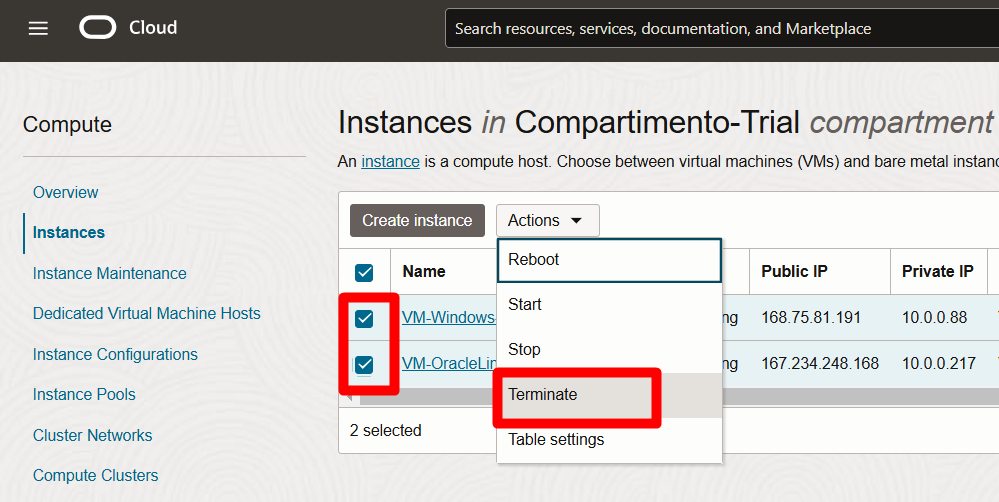 Cloud
Search resources, services, documentation, and Marketplace
Compute
Overview
Instances
Instance Maintenance
Dedicated Virtual Machine Hosts
Instance Configurations
Instance Pools
Cluster Networks
Compute Clusters
Instances in Compartimento-Trial compartment
An instance is a compute host. Choose between virtual machines (VMs) and bare metal instanc
Create instance Actions
Reboot
Start
Stop
Terminate
Table settings
Name Public IP Private IP
VM-Windows- ng 168.75.81.191 10.0.0.88
VM-OracleLin ng 167.234.248.168 10.0.0.217
2 selected